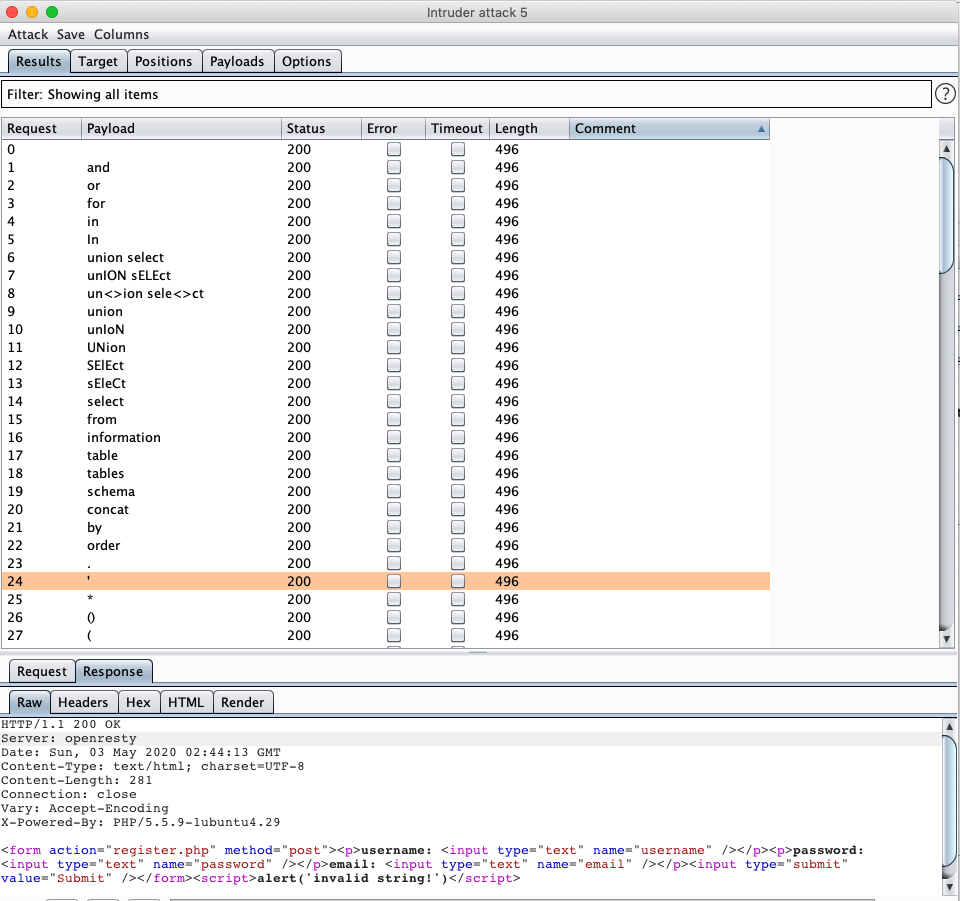 Intruder attack 5
Attack Save Columns
Results Target Positions Payloads Options
Filter: Showing all items ?
Request Payload Status Error Timeout Length Comment
0 200 496
1 and 200 496
2 or 200 496
3 for 200 496
4 in 200 496
5 In 200 496
6 union select 200 496
7 unION sELEct 200 496
8 un<>ion sele<>ct 200 496
9 union 200 496
10 unIoN 200 496
11 UNion 200 496
12 SElEct 200 496
13 sEleCt 200 496
14 select 200 496
15 from 200 496
16 information 200 496
17 table 200 496
18 tables 200 496
19 schema 200 496
20 concat 200 496
21 by 200 496
22 order 200 496
23 . 200 496
24 ' 200 496
25 * 200 496
26 () 200 496
27 ( 200 496
Request Response
Raw Headers Hex HTML Render
HTTP/1.1 200 OK
Server: openresty
Date: Sun, 03 May 2020 02:44:13 GMT
Content-Type: text/html; charset=UTF-8
Content-Length: 281
Connection: close
Vary: Accept-Encoding
X-Powered-By: PHP/5.5.9-1ubuntu4.29
<form action="register.php" method="post"><p>username: <input type="text" name="username" /></p><p>password:
<input type="text" name="password" /></p>email: <input type="text" name="email" /></p><input type="submit"
value="Submit" /></form><script>alert('invalid string!')</script>